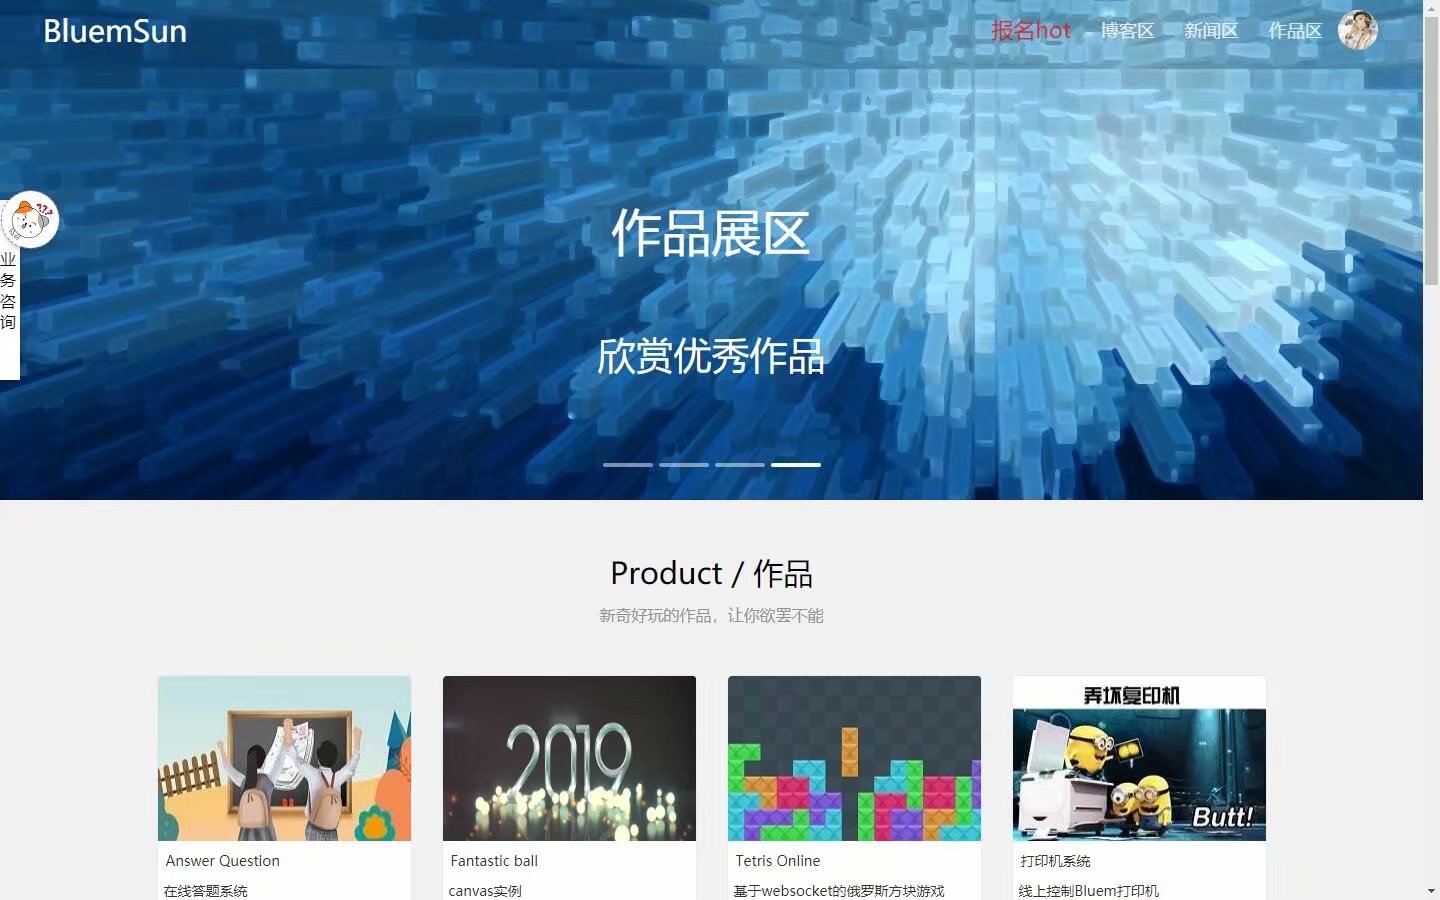 BluemSun
报名hot 博客区 新闻区 作品区
作品展区
欣赏优秀作品
???
业
务
咨
询
Product / 作品
新奇好玩的作品，让你欲罢不能
2019
弄坏复印机
Butt!
Answer Question
Fantastic ball
Tetris Online
打印机系统
在线答题系统
canvas实例
基于websocket的俄罗斯方块游戏
线上控制Bluem打印机